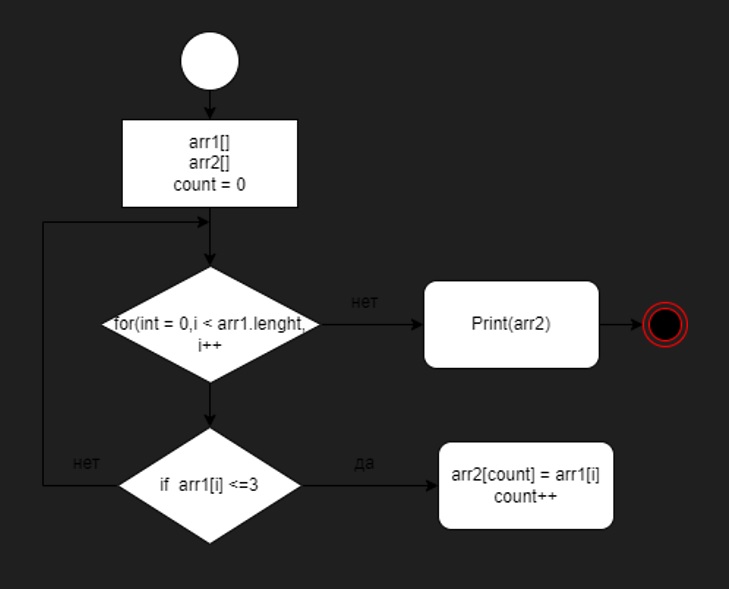 arr1[]
arr2[]
count = 0
нет
for(int = 0,i < arr1.lenght,
i++
Print(arr2)
нет
да
if arr1[i] <=3
arr2[count] = arr1[i]
count++